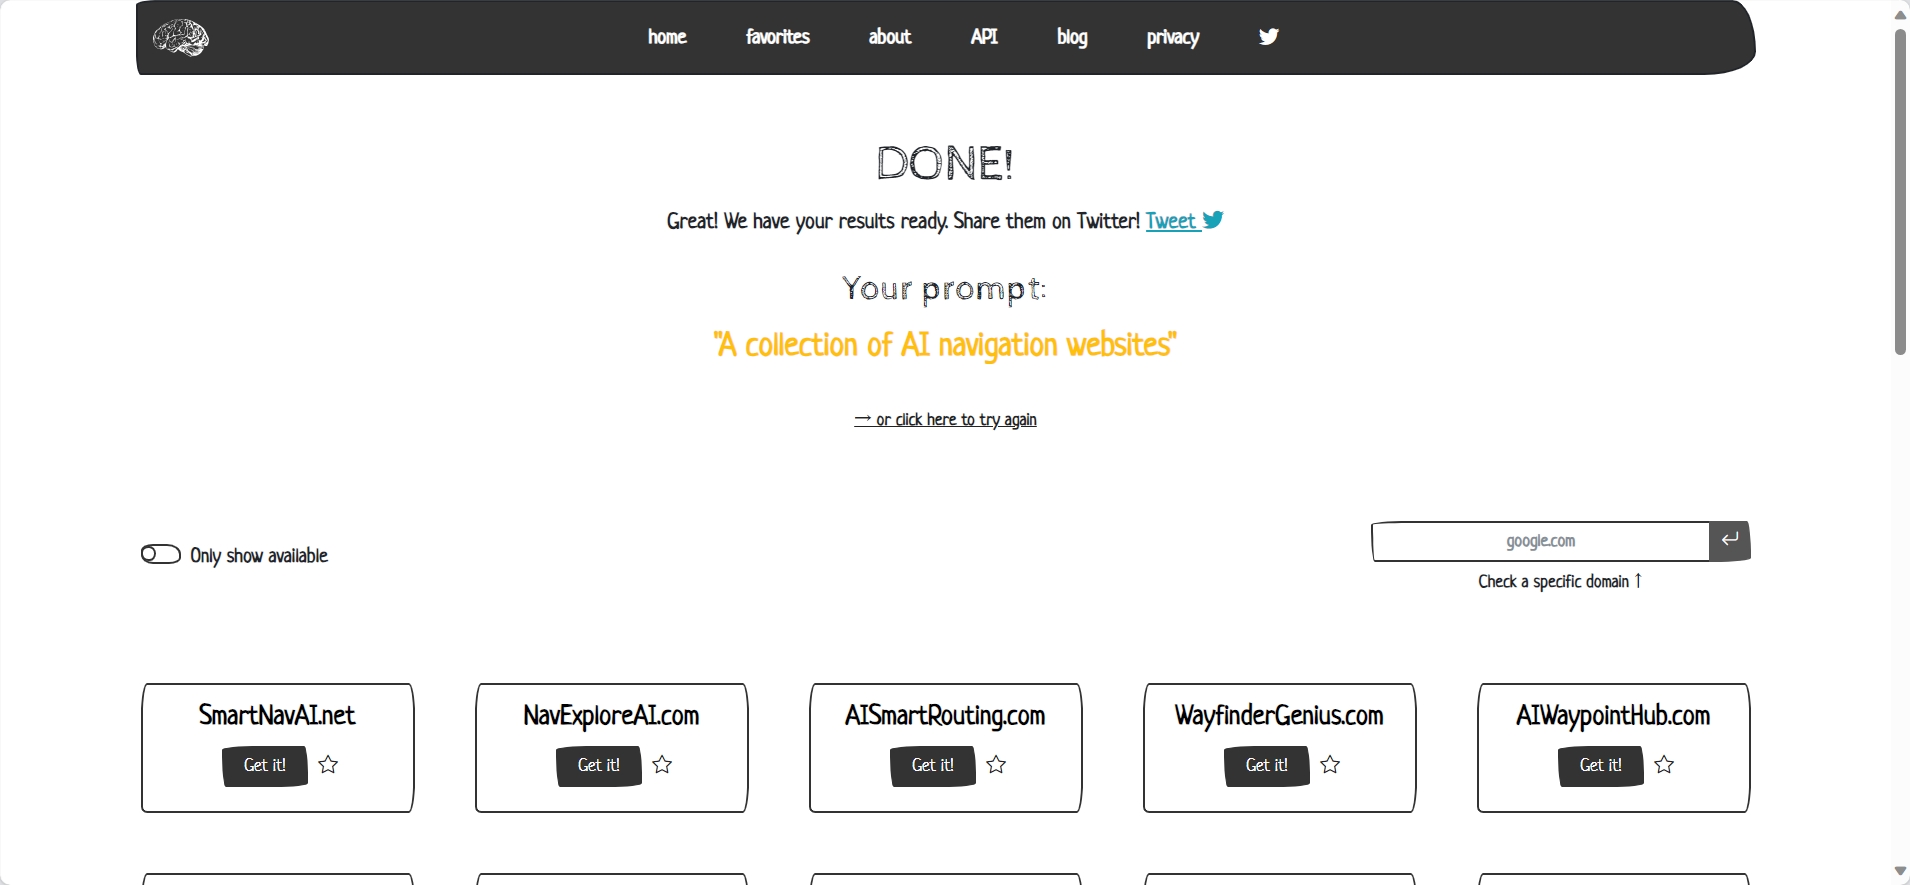 home favorites about API blog privacy
DONE!
Great! We have your results ready. Share them on Twitter! Tweet
Your prompt:
"A collection of AI navigation websites"
→ or click here to try again
Only show available
google.com
Check a specific domain ↑
SmartNavAI.net NavExploreAI.com AISmartRouting.com WayfinderGenius.com AIWaypointHub.com
Get it! Get it! Get it! Get it! Get it!